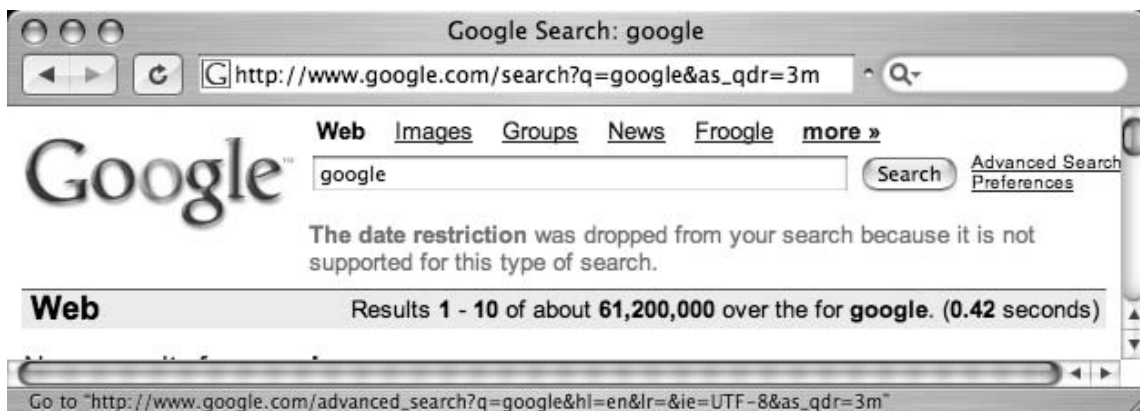 Google Search: google
http://www.google.com/search?q=google&as_qdr=3m
Web Images Groups News Froogle more »
Google™
google Search Advanced Search
Preferences
The date restriction was dropped from your search because it is not
supported for this type of search.
Web Results 1 - 10 of about 61,200,000 over the for google. (0.42 seconds)
Go to "http://www.google.com/advanced_search?q=google&hl=en&lr=&ie=UTF-8&as_qdr=3m"